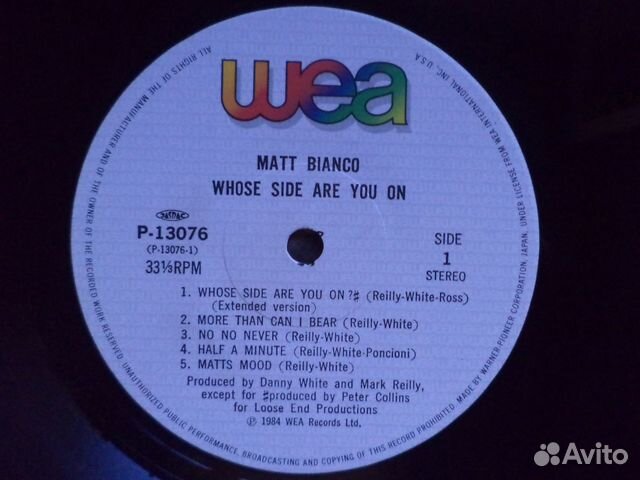 wea
MATT BIANCO
WHOSE SIDE ARE YOU ON
JASRAC
P-13076
(P-13076-1)
33⅓RPM
SIDE
1
STEREO
1. WHOSE SIDE ARE YOU ON?♯ (Reilly-White-Ross)
(Extended version)
2. MORE THAN CAN I BEAR (Reilly-White)
3. NO NO NEVER (Reilly-White)
4. HALF A MINUTE (Reilly-White-Poncioni)
5. MATTS MOOD (Reilly-White)
Produced by Danny White and Mark Reilly,
except for ♯produced by Peter Collins
for Loose End Productions
℗ 1984 WEA Records Ltd.
ALL RIGHTS OF THE MANUFACTURER AND OF THE OWNER OF THE RECORDED WORK RESERVED. UNAUTHORIZED PUBLIC PERFORMANCE, BROADCASTING AND COPYING OF THIS RECORD PROHIBITED. MADE BY WARNER-PIONEER CORPORATION, JAPAN, UNDER LICENSE FROM WEA INTERNATIONAL INC., U.S.A.
Avito